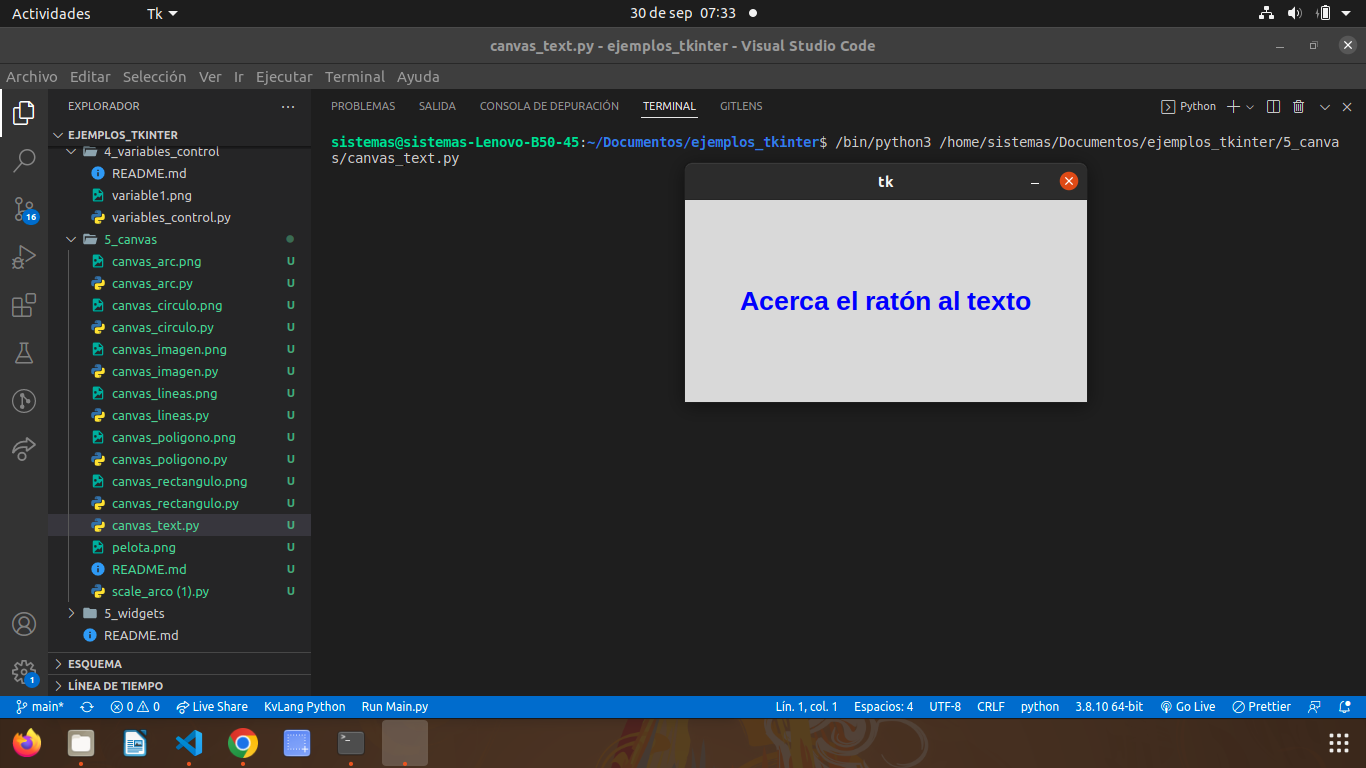 Actividades Tk 30 de sep 07:33
canvas_text.py - ejemplos_tkinter - Visual Studio Code
Archivo Editar Selección Ver Ir Ejecutar Terminal Ayuda
EXPLORADOR
EJEMPLOS_TKINTER
4_variables_control
README.md
variable1.png
variables_control.py
5_canvas
canvas_arc.png U
canvas_arc.py U
canvas_circulo.png U
canvas_circulo.py U
canvas_imagen.png U
canvas_imagen.py U
canvas_lineas.png U
canvas_lineas.py U
canvas_poligono.png U
canvas_poligono.py U
canvas_rectangulo.png U
canvas_rectangulo.py U
canvas_text.py U
pelota.png U
README.md U
scale_arco (1).py U
5_widgets
README.md
ESQUEMA
LÍNEA DE TIEMPO
16
1
PROBLEMAS SALIDA CONSOLA DE DEPURACIÓN TERMINAL GITLENS Python
sistemas@sistemas-Lenovo-B50-45:~/Documentos/ejemplos_tkinter$ /bin/python3 /home/sistemas/Documentos/ejemplos_tkinter/5_canva
s/canvas_text.py
tk
Acerca el ratón al texto
main* 0 0 Live Share KvLang Python Run Main.py Lín. 1, col. 1 Espacios: 4 UTF-8 CRLF python 3.8.10 64-bit Go Live Prettier